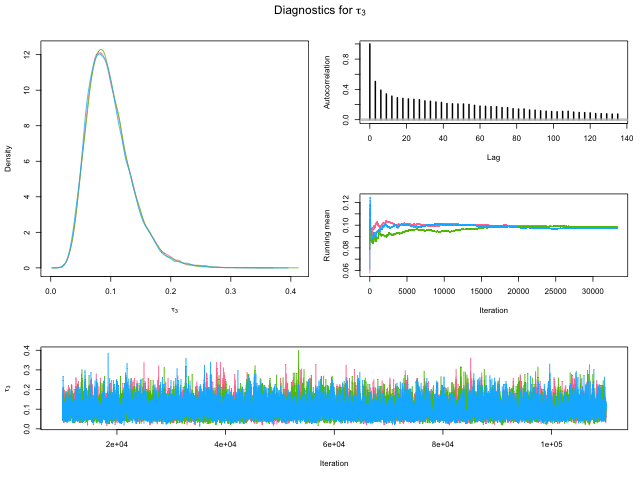 Diagnostics for τ₃
Density
0 2 4 6 8 10 12
0.0 0.1 0.2 0.3 0.4
τ₃
Autocorrelation
0.0 0.4 0.8
0 20 40 60 80 100 120 140
Lag
Running mean
0.06 0.08 0.10 0.12
0 5000 10000 15000 20000 25000 30000
Iteration
τ₃
0.0 0.1 0.2 0.3 0.4
2e+04 4e+04 6e+04 8e+04 1e+05
Iteration